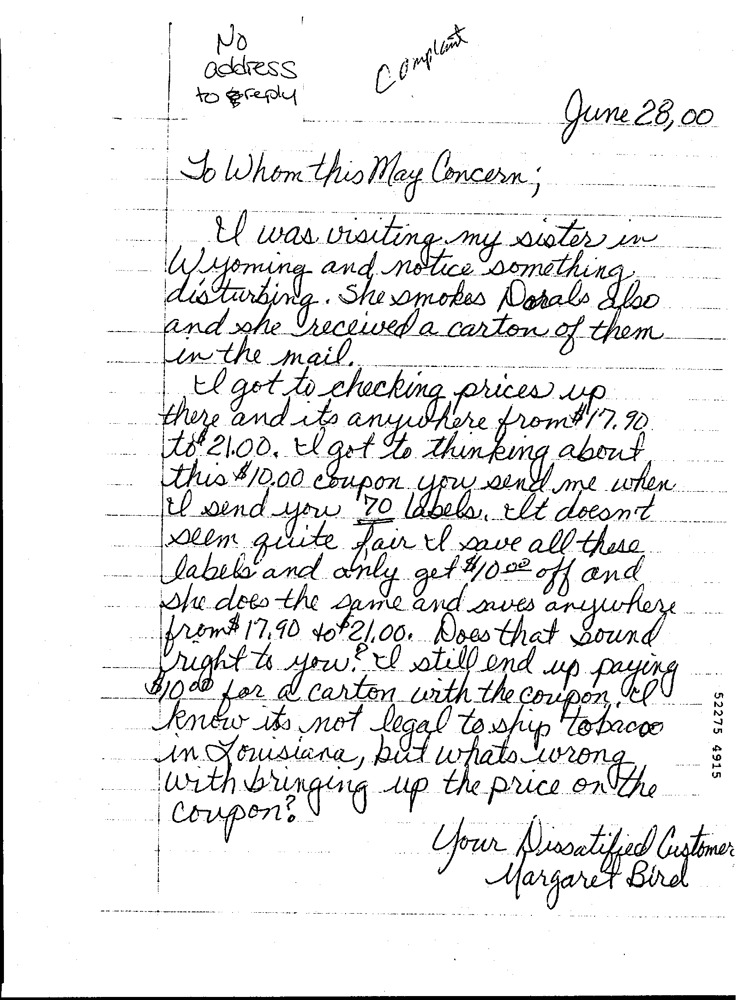 No
address
to reply
Complaint
June 28, 00
To Whom this May Concern;
I was visiting my sister in
Wyoming and notice something
disturbing. She smokes Dorals also
and she received a carton of them
in the mail.
I got to checking prices up
there and its anywhere from $17.90
to $21.00. I got to thinking about
this $10.00 coupon you send me when
I send you 70 labels. It doesn't
seem quite fair I save all these
labels and only get $10.00 off and
she does the same and saves anywhere
from $17.90 to $21.00. Does that sound
right to you? I still end up paying
$10.00 for a carton with the coupon. I
know its not legal to ship tobacoo
in Louisiana, but whats wrong
with bringing up the price on the
coupon?
Your Dissatified Customer
Margaret Bird
52275 4915